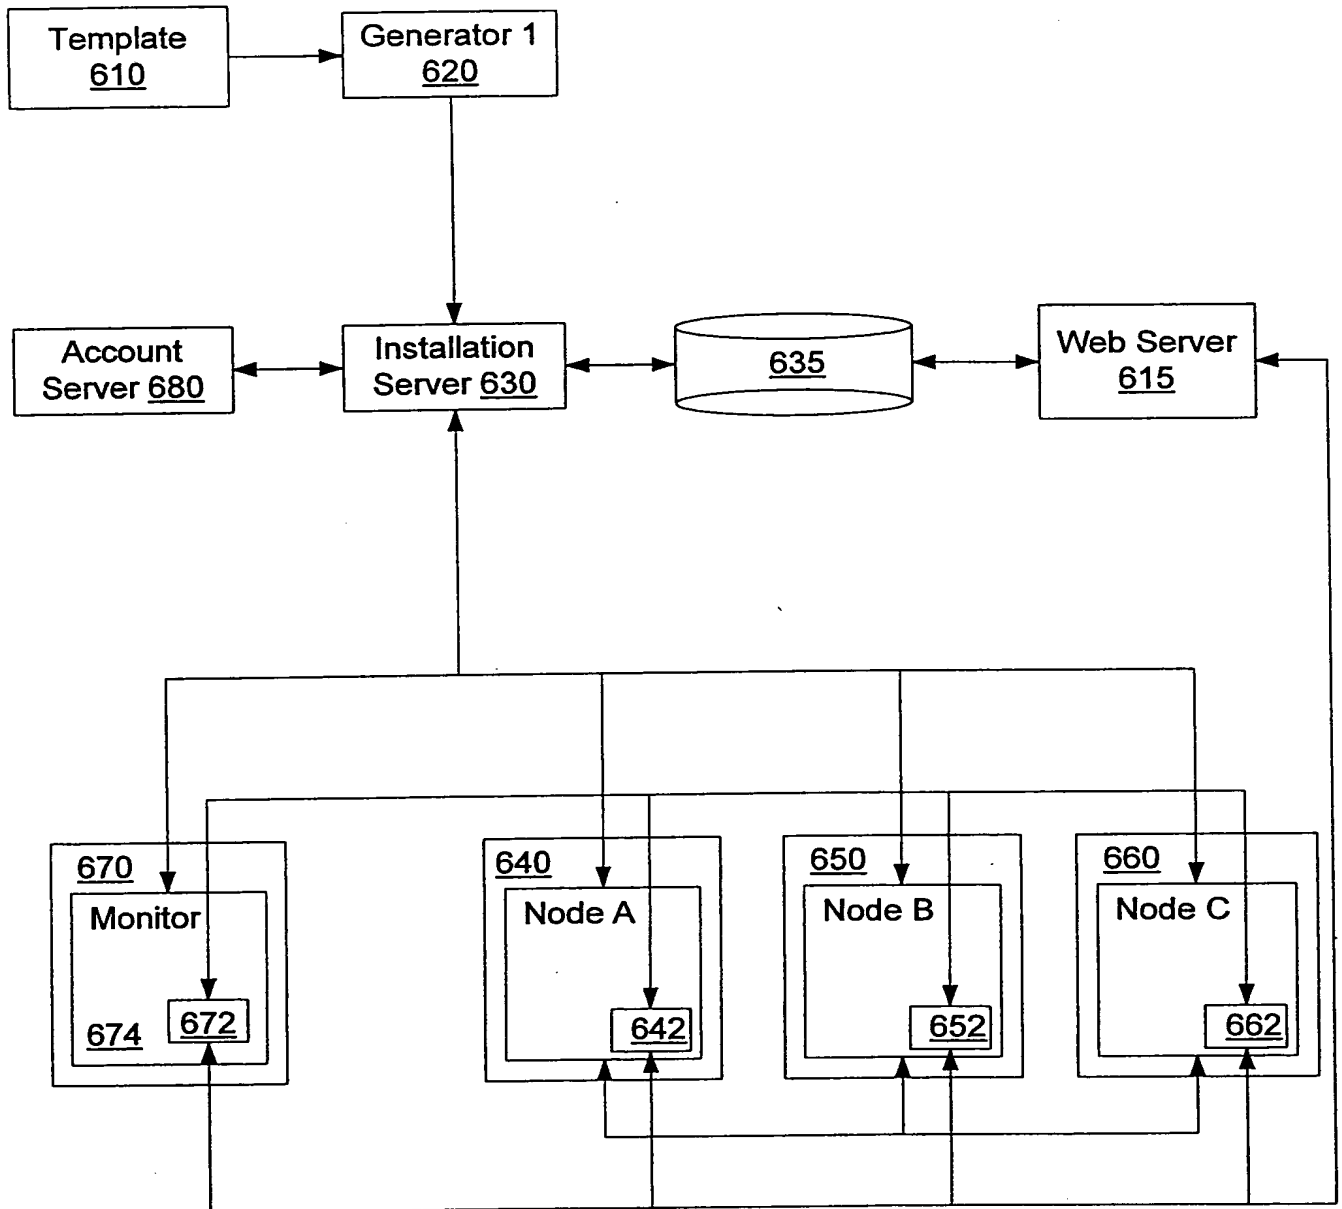 Template
610
Generator 1
620
Account
Server 680
Installation
Server 630
635
Web Server
615
670
Monitor
674
672
640
Node A
642
650
Node B
652
660
Node C
662